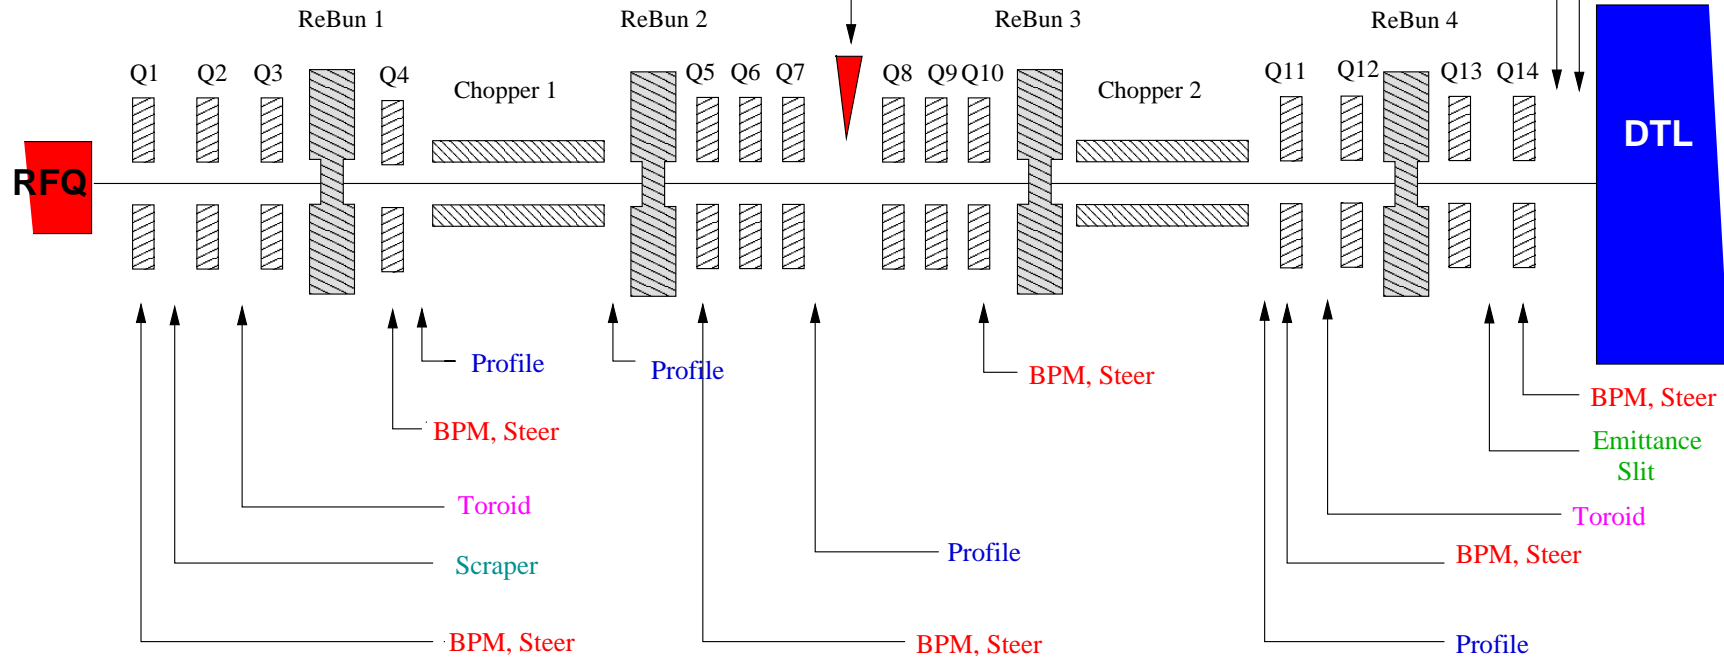 ReBun 1
ReBun 2
ReBun 3
ReBun 4
Q1
Q2
Q3
Q4
Chopper 1
Q5
Q6
Q7
Q8
Q9
Q10
Chopper 2
Q11
Q12
Q13
Q14
RFQ
DTL
Profile
Profile
BPM, Steer
BPM, Steer
BPM, Steer
Emittance
Slit
Toroid
Toroid
Profile
BPM, Steer
Scraper
BPM, Steer
BPM, Steer
Profile